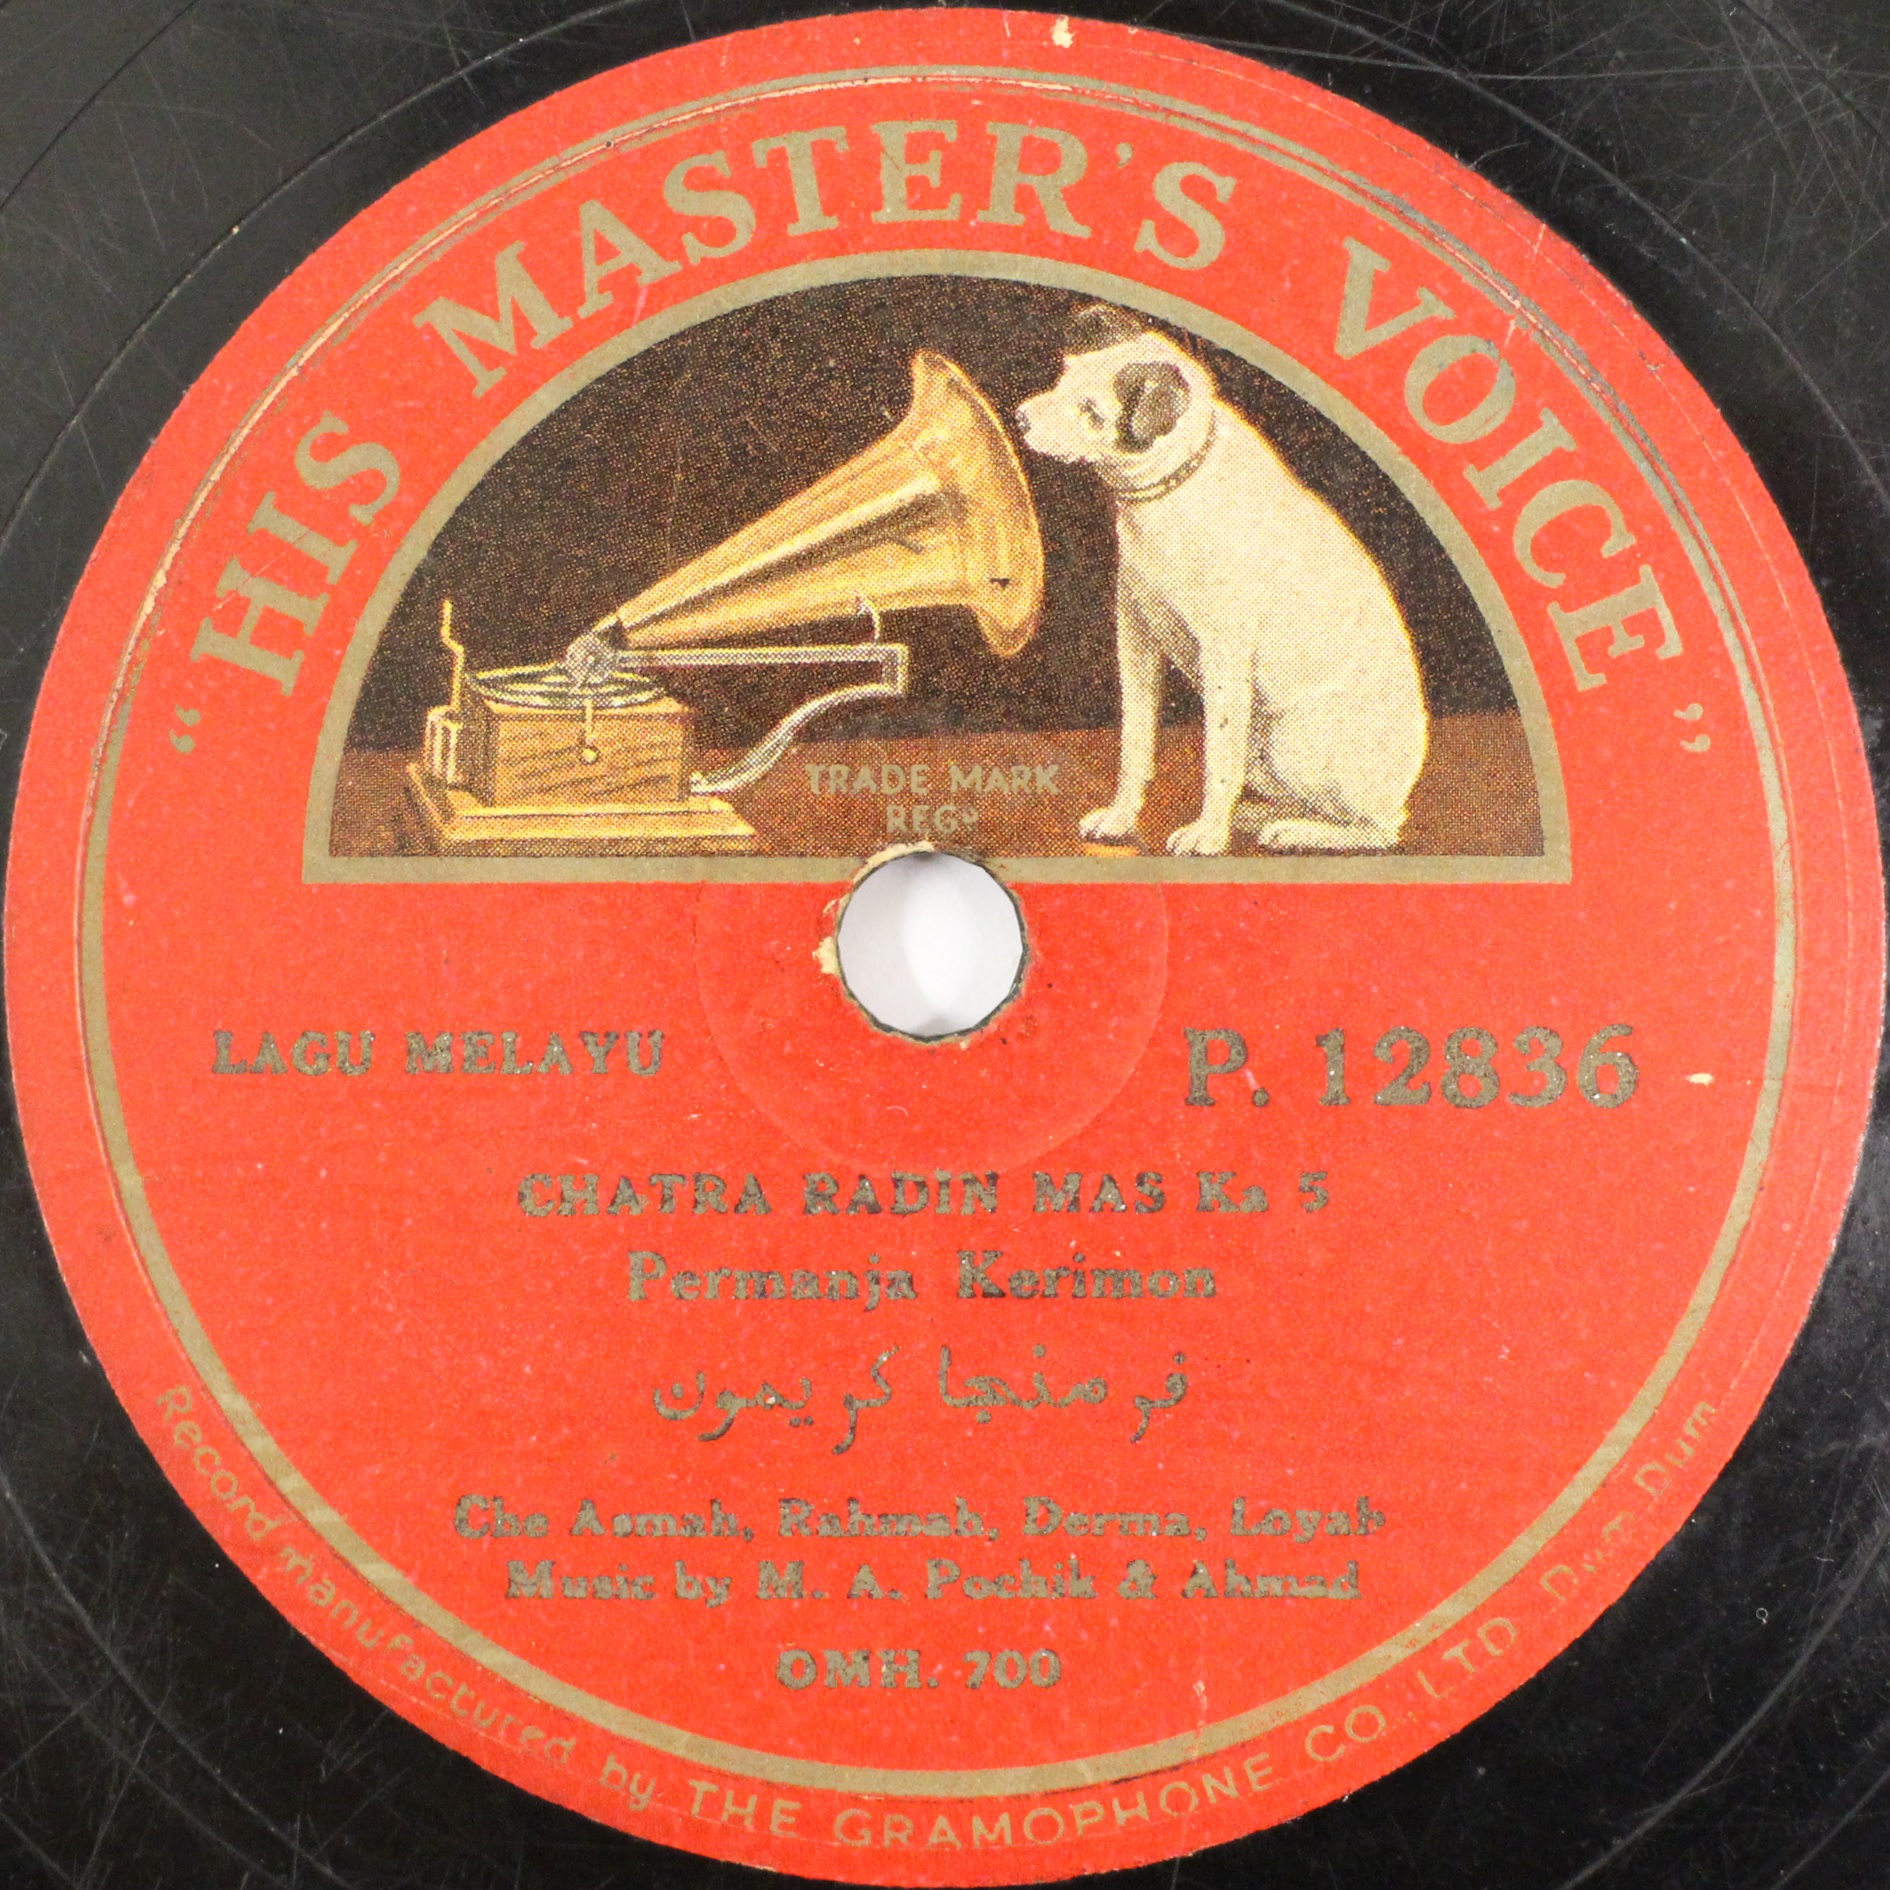 "HIS MASTER'S VOICE"
TRADE MARK
REGD
LAGU MELAYU
P. 12836
CHATRA RADIN MAS Ka 5
Permanja Kerimon
فرمنجا كريمون
Che Asmah, Rahmah, Derma, Loyah
Music by M. A. Pochik & Ahmad
OMH. 700
Record manufactured by THE GRAMOPHONE CO. LTD Dum Dum